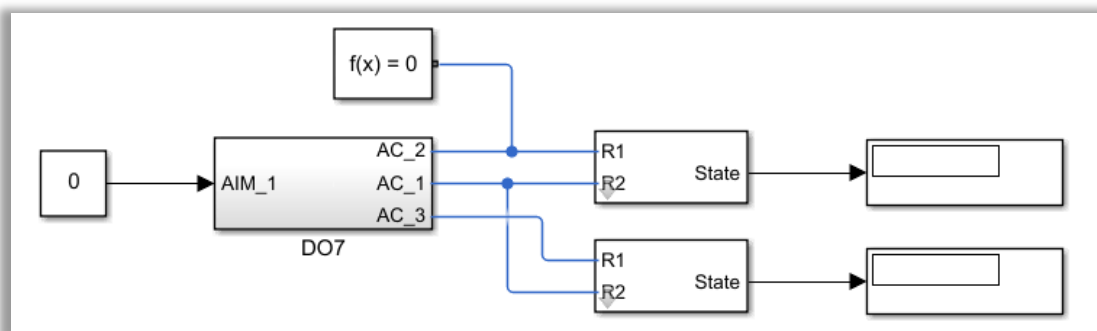 f(x) = 0
0
AIM_1
AC_2
AC_1
AC_3
DO7
R1
R2
State
R1
R2
State